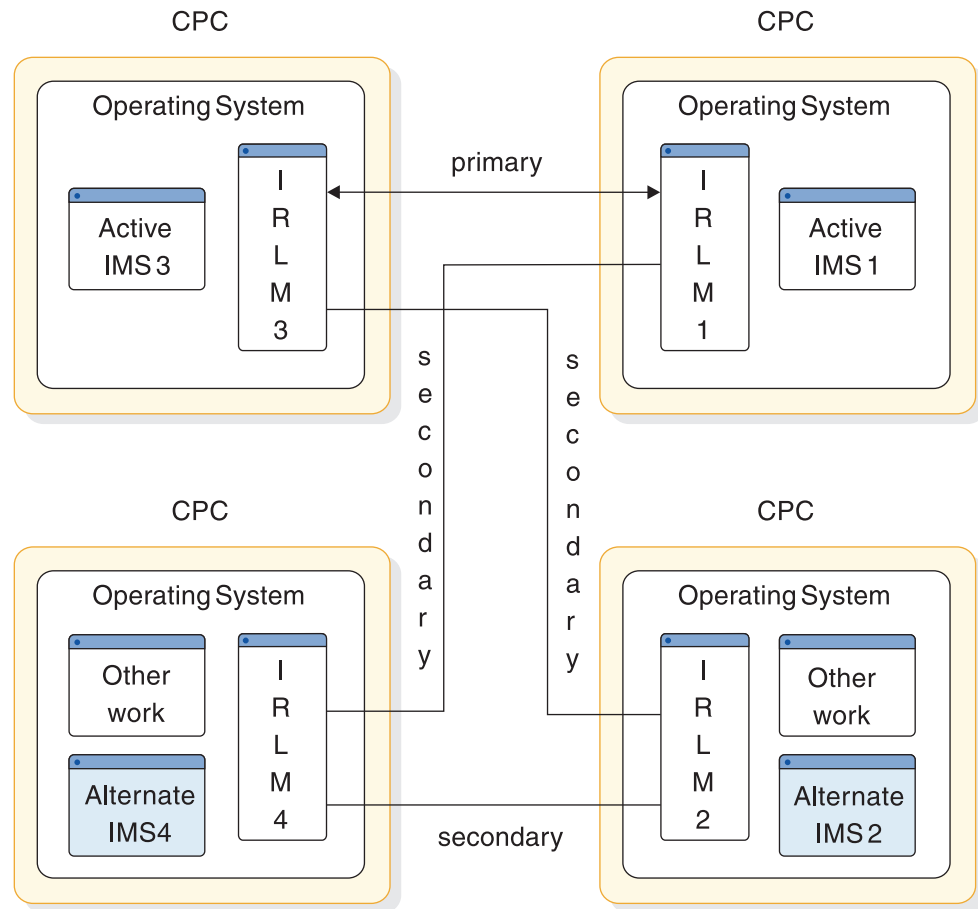 CPC
Operating System
Active
IMS 3
I
R
L
M
3
primary
CPC
Operating System
I
R
L
M
1
Active
IMS 1
s
e
c
o
n
d
a
r
y
s
e
c
o
n
d
a
r
y
CPC
Operating System
Other
work
Alternate
IMS4
I
R
L
M
4
secondary
CPC
Operating System
I
R
L
M
2
Other
work
Alternate
IMS 2